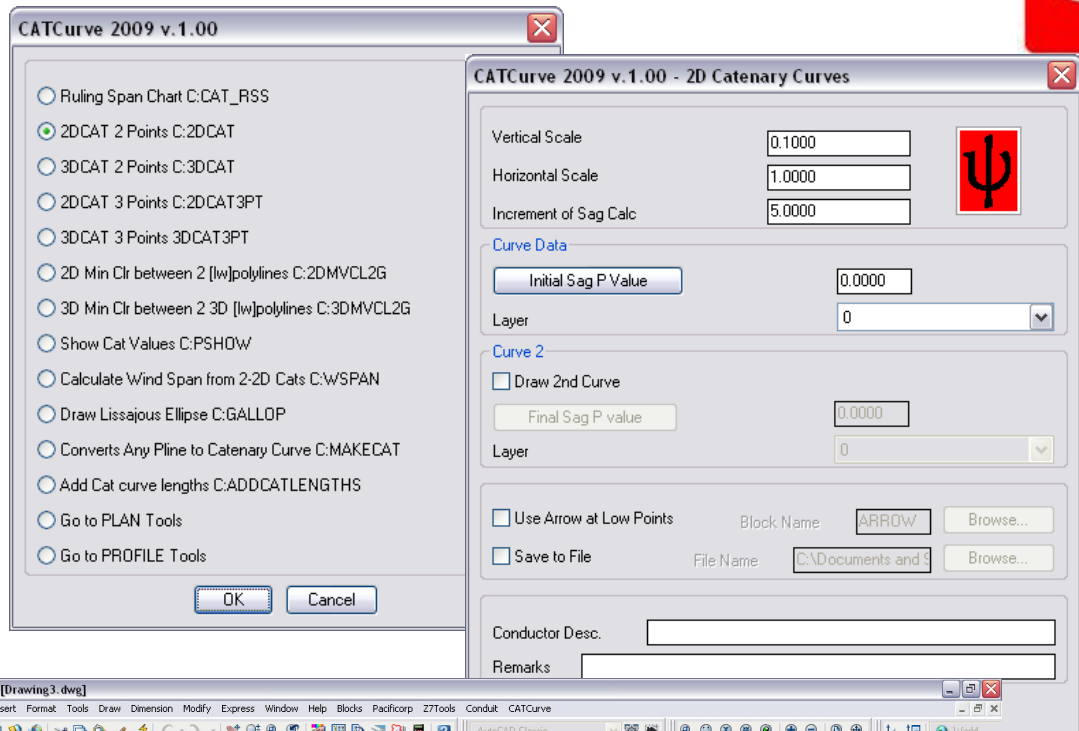 CATCurve 2009 v.1.00
Ruling Span Chart C:CAT_RSS
2DCAT 2 Points C:2DCAT
3DCAT 2 Points C:3DCAT
2DCAT 3 Points C:2DCAT3PT
3DCAT 3 Points 3DCAT3PT
2D Min Clr between 2 [lw]polylines C:2DMVCL2G
3D Min Clr between 2 3D [lw]polylines C:3DMVCL2G
Show Cat Values C:PSHOW
Calculate Wind Span from 2-2D Cats C:WSPAN
Draw Lissajous Ellipse C:GALLOP
Converts Any Pline to Catenary Curve C:MAKECAT
Add Cat curve lengths C:ADDCATLENGTHS
Go to PLAN Tools
Go to PROFILE Tools
OK Cancel
CATCurve 2009 v.1.00 - 2D Catenary Curves
Vertical Scale 0.1000
Horizontal Scale 1.0000
Increment of Sag Calc 5.0000
ψ
Curve Data
Initial Sag P Value 0.0000
Layer 0
Curve 2
Draw 2nd Curve
Final Sag P value 0.0000
Layer 0
Use Arrow at Low Points Block Name ARROW Browse...
Save to File File Name C:\Documents and S Browse...
Conductor Desc.
Remarks
[Drawing3.dwg]
sert Format Tools Draw Dimension Modify Express Window Help Blocks Pacificorp Z7Tools Conduit CATCurve
AutoCAD Classic World